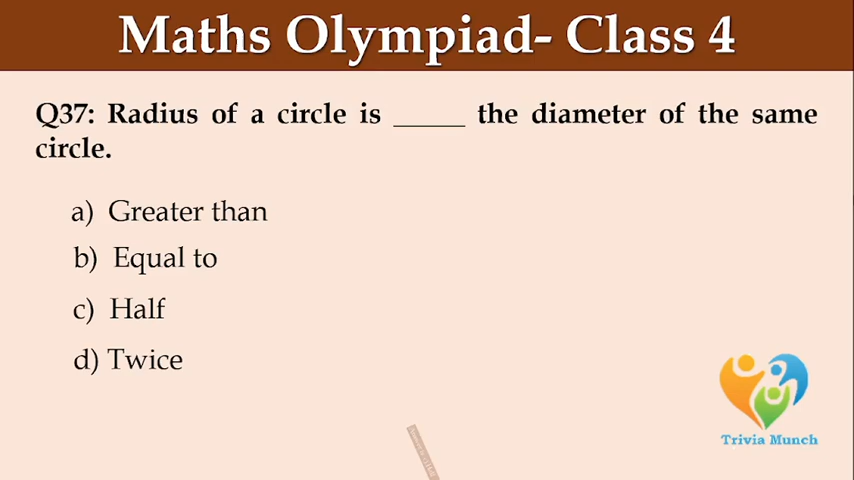 Maths Olympiad- Class 4
Q37: Radius of a circle is _____ the diameter of the same
circle.
a) Greater than
b) Equal to
c) Half
d) Twice
Trivia Munch